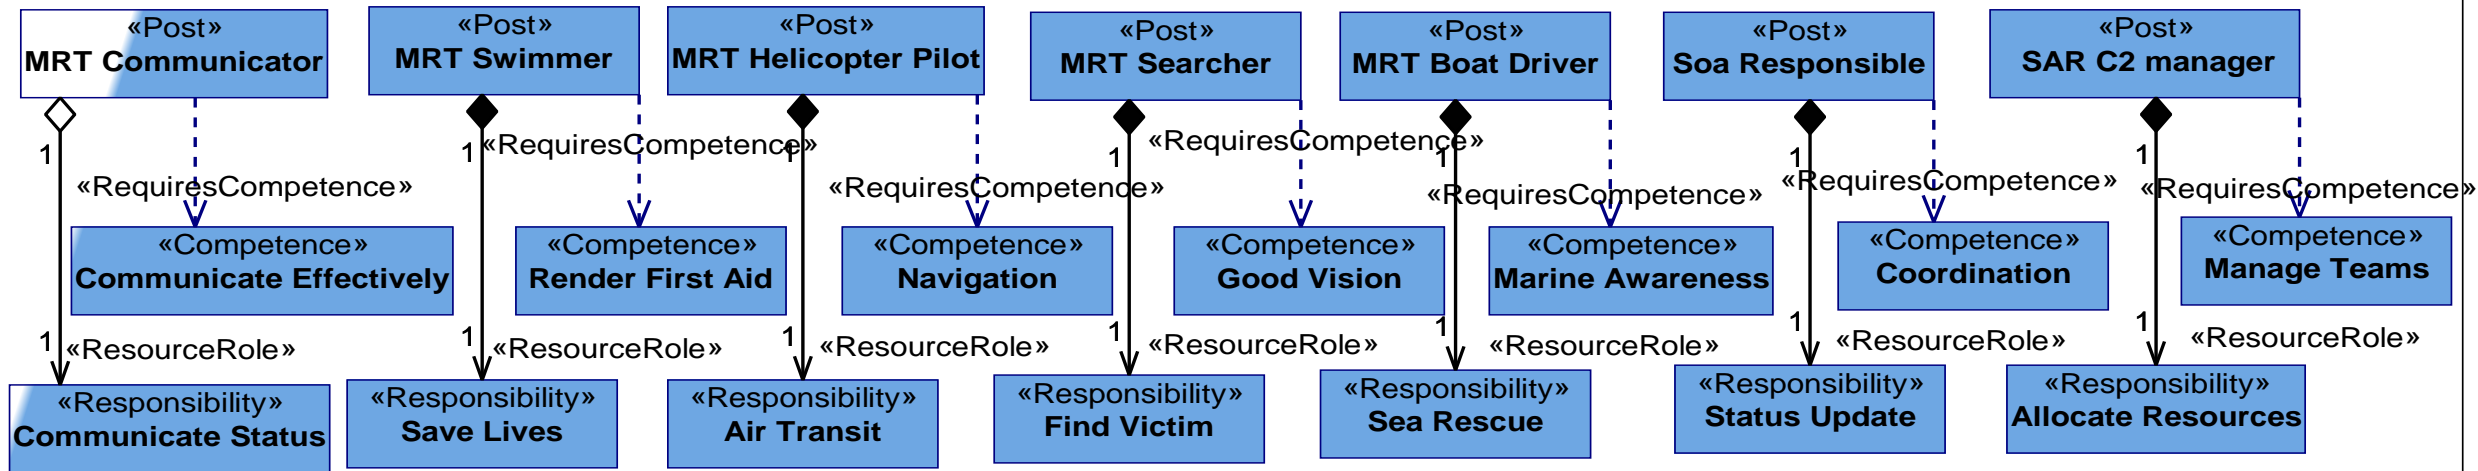 «Post»
MRT Communicator
«Post»
MRT Swimmer
«Post»
MRT Helicopter Pilot
«Post»
MRT Searcher
«Post»
MRT Boat Driver
«Post»
Soa Responsible
«Post»
SAR C2 manager
1
«RequiresCompetence»
1
«RequiresCompetence»
1
«RequiresCompetence»
1
«RequiresCompetence»
1
«RequiresCompetence»
1
«RequiresCompetence»
1
«RequiresCompetence»
«Competence»
Communicate Effectively
«Competence»
Render First Aid
«Competence»
Navigation
«Competence»
Good Vision
«Competence»
Marine Awareness
«Competence»
Coordination
«Competence»
Manage Teams
1
«ResourceRole»
1
«ResourceRole»
1
«ResourceRole»
1
«ResourceRole»
1
«ResourceRole»
1
«ResourceRole»
1
«ResourceRole»
«Responsibility»
Communicate Status
«Responsibility»
Save Lives
«Responsibility»
Air Transit
«Responsibility»
Find Victim
«Responsibility»
Sea Rescue
«Responsibility»
Status Update
«Responsibility»
Allocate Resources